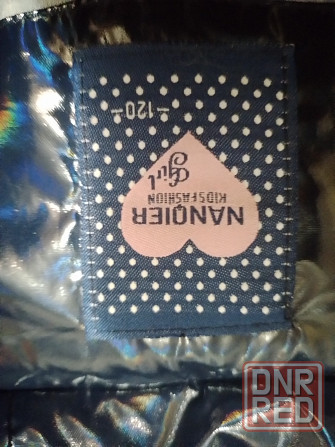 NANQIER
KIDSFASHION
girl
-120-
DNR
RED